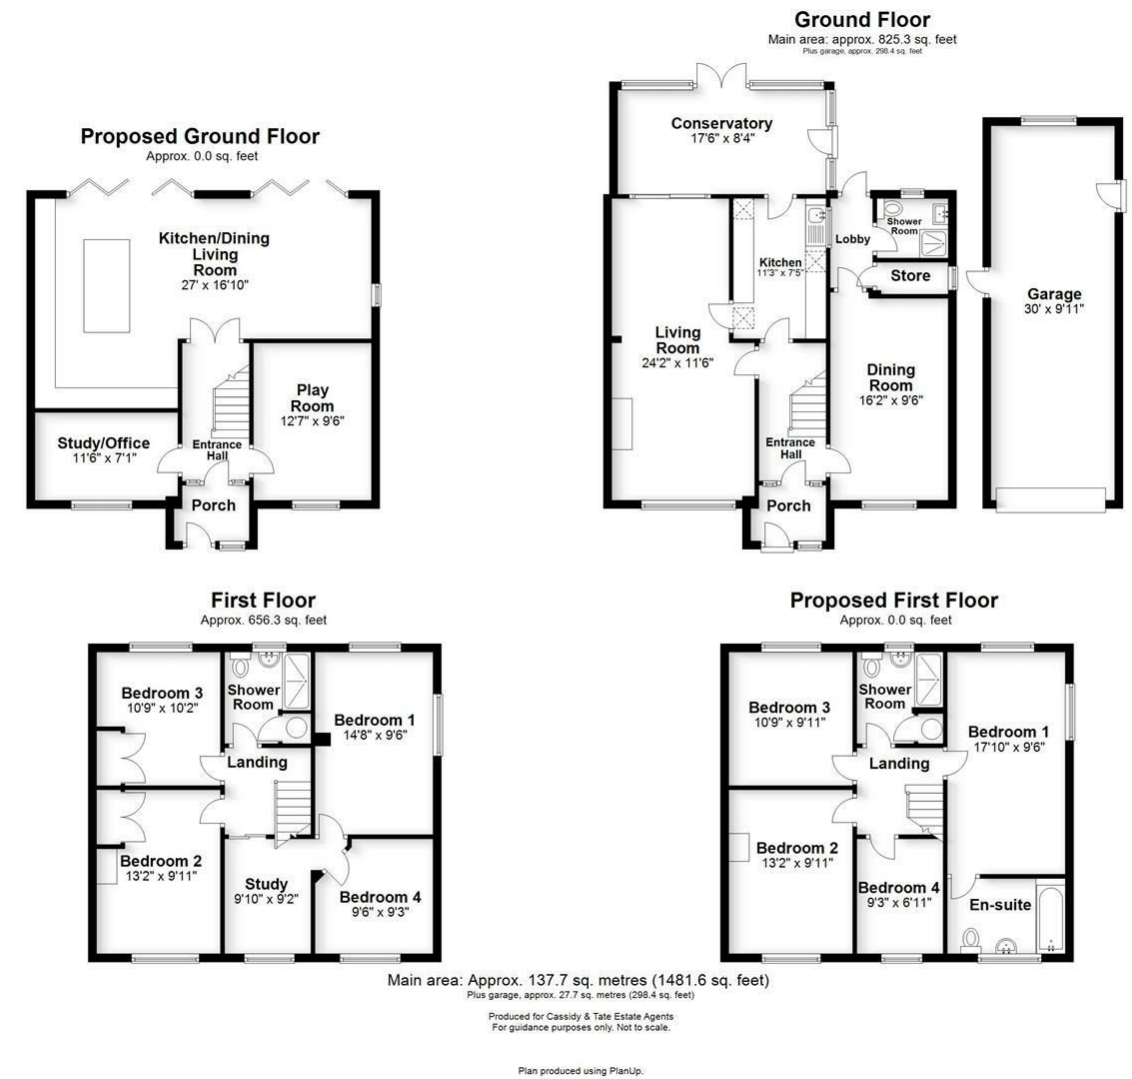 Ground Floor
Main area: approx. 825.3 sq. feet
Plus garage, approx. 298.4 sq. feet
Conservatory
17'6" x 8'4"
Kitchen
11'3" x 7'5"
Lobby
Shower
Room
Store
Living
Room
24'2" x 11'6"
Dining
Room
16'2" x 9'6"
Entrance
Hall
Porch
Garage
30' x 9'11"
Proposed Ground Floor
Approx. 0.0 sq. feet
Kitchen/Dining
Living
Room
27' x 16'10"
Play
Room
12'7" x 9'6"
Study/Office
11'6" x 7'1"
Entrance
Hall
Porch
First Floor
Approx. 656.3 sq. feet
Bedroom 3
10'9" x 10'2"
Shower
Room
Bedroom 1
14'8" x 9'6"
Landing
Bedroom 2
13'2" x 9'11"
Study
9'10" x 9'2"
Bedroom 4
9'6" x 9'3"
Proposed First Floor
Approx. 0.0 sq. feet
Bedroom 3
10'9" x 9'11"
Shower
Room
Bedroom 1
17'10" x 9'6"
Landing
Bedroom 2
13'2" x 9'11"
Bedroom 4
9'3" x 6'11"
En-suite
Main area: Approx. 137.7 sq. metres (1481.6 sq. feet)
Plus garage, approx. 27.7 sq. metres (298.4 sq. feet)
Produced for Cassidy & Tate Estate Agents
For guidance purposes only. Not to scale.
Plan produced using PlanUp.